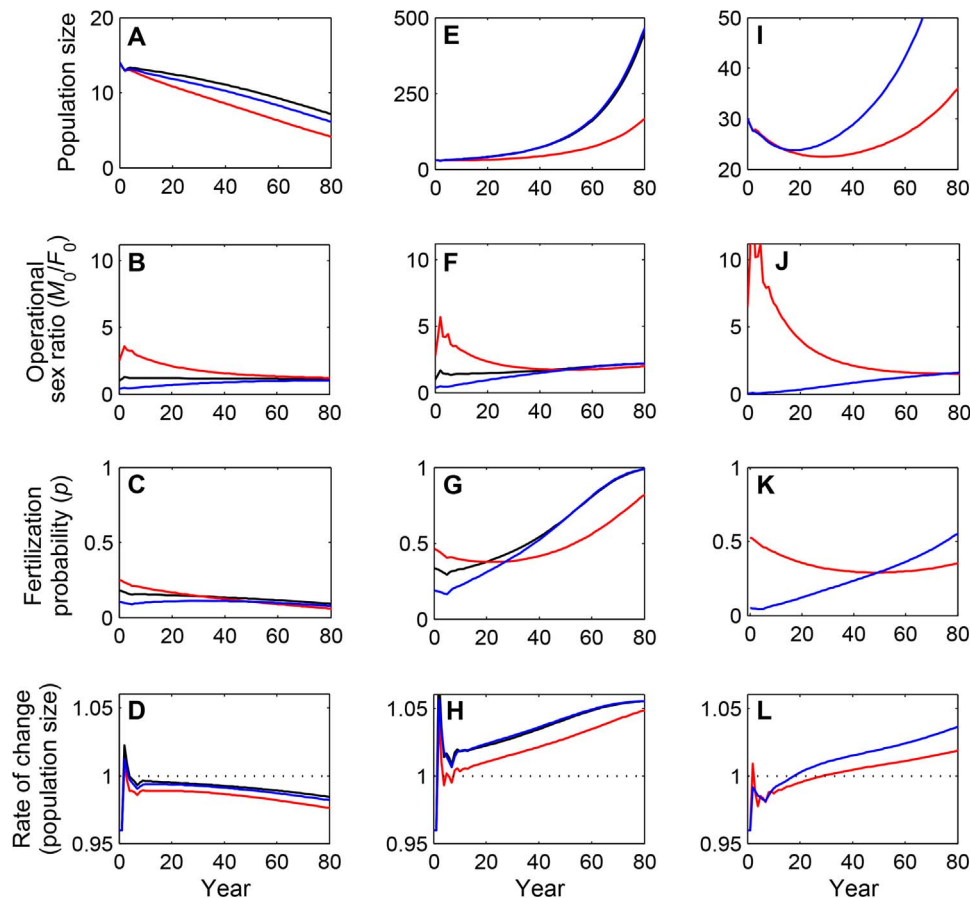 A
E
I
Population size
20
10
0
500
250
0
50
40
30
20
0 20 40 60 80
0 20 40 60 80
0 20 40 60 80
B
F
J
Operational
sex ratio (M0/F0)
10
5
0
10
5
0
10
5
0
0 20 40 60 80
0 20 40 60 80
0 20 40 60 80
C
G
K
Fertilization
probability (p)
1
0.5
0
1
0.5
0
1
0.5
0
0 20 40 60 80
0 20 40 60 80
0 20 40 60 80
D
H
L
Rate of change
(population size)
1.05
1
0.95
1.05
1
0.95
1.05
1
0.95
0 20 40 60 80
0 20 40 60 80
0 20 40 60 80
Year
Year
Year